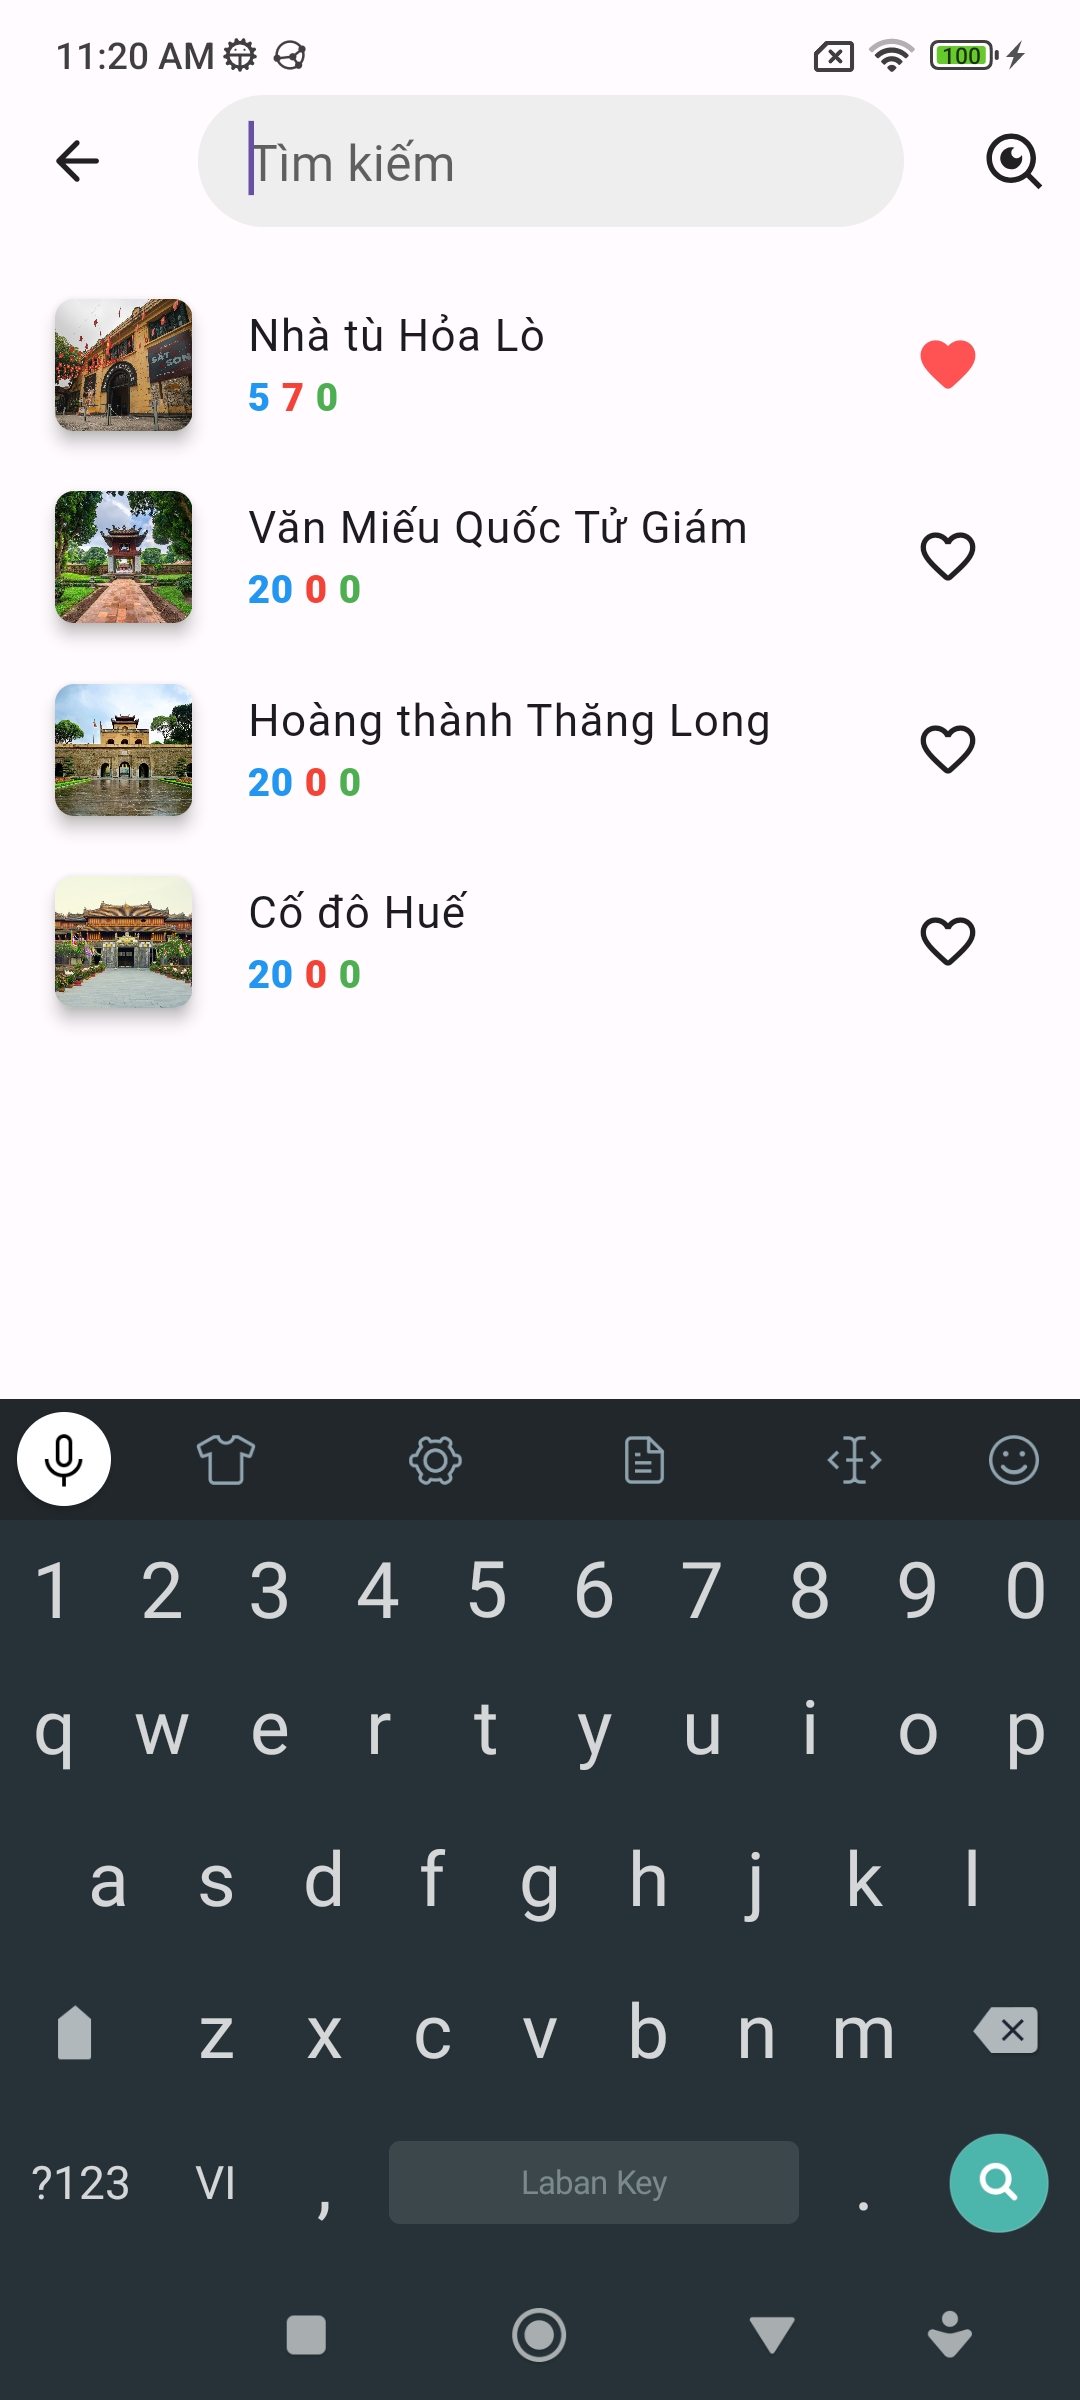 11:20 AM
100
Tìm kiếm
Nhà tù Hỏa Lò
5 7 0
SẮT SON
Văn Miếu Quốc Tử Giám
20 0 0
Hoàng thành Thăng Long
20 0 0
Cố đô Huế
20 0 0
1 2 3 4 5 6 7 8 9 0
q w e r t y u i o p
a s d f g h j k l
z x c v b n m
?123 VI , Laban Key .